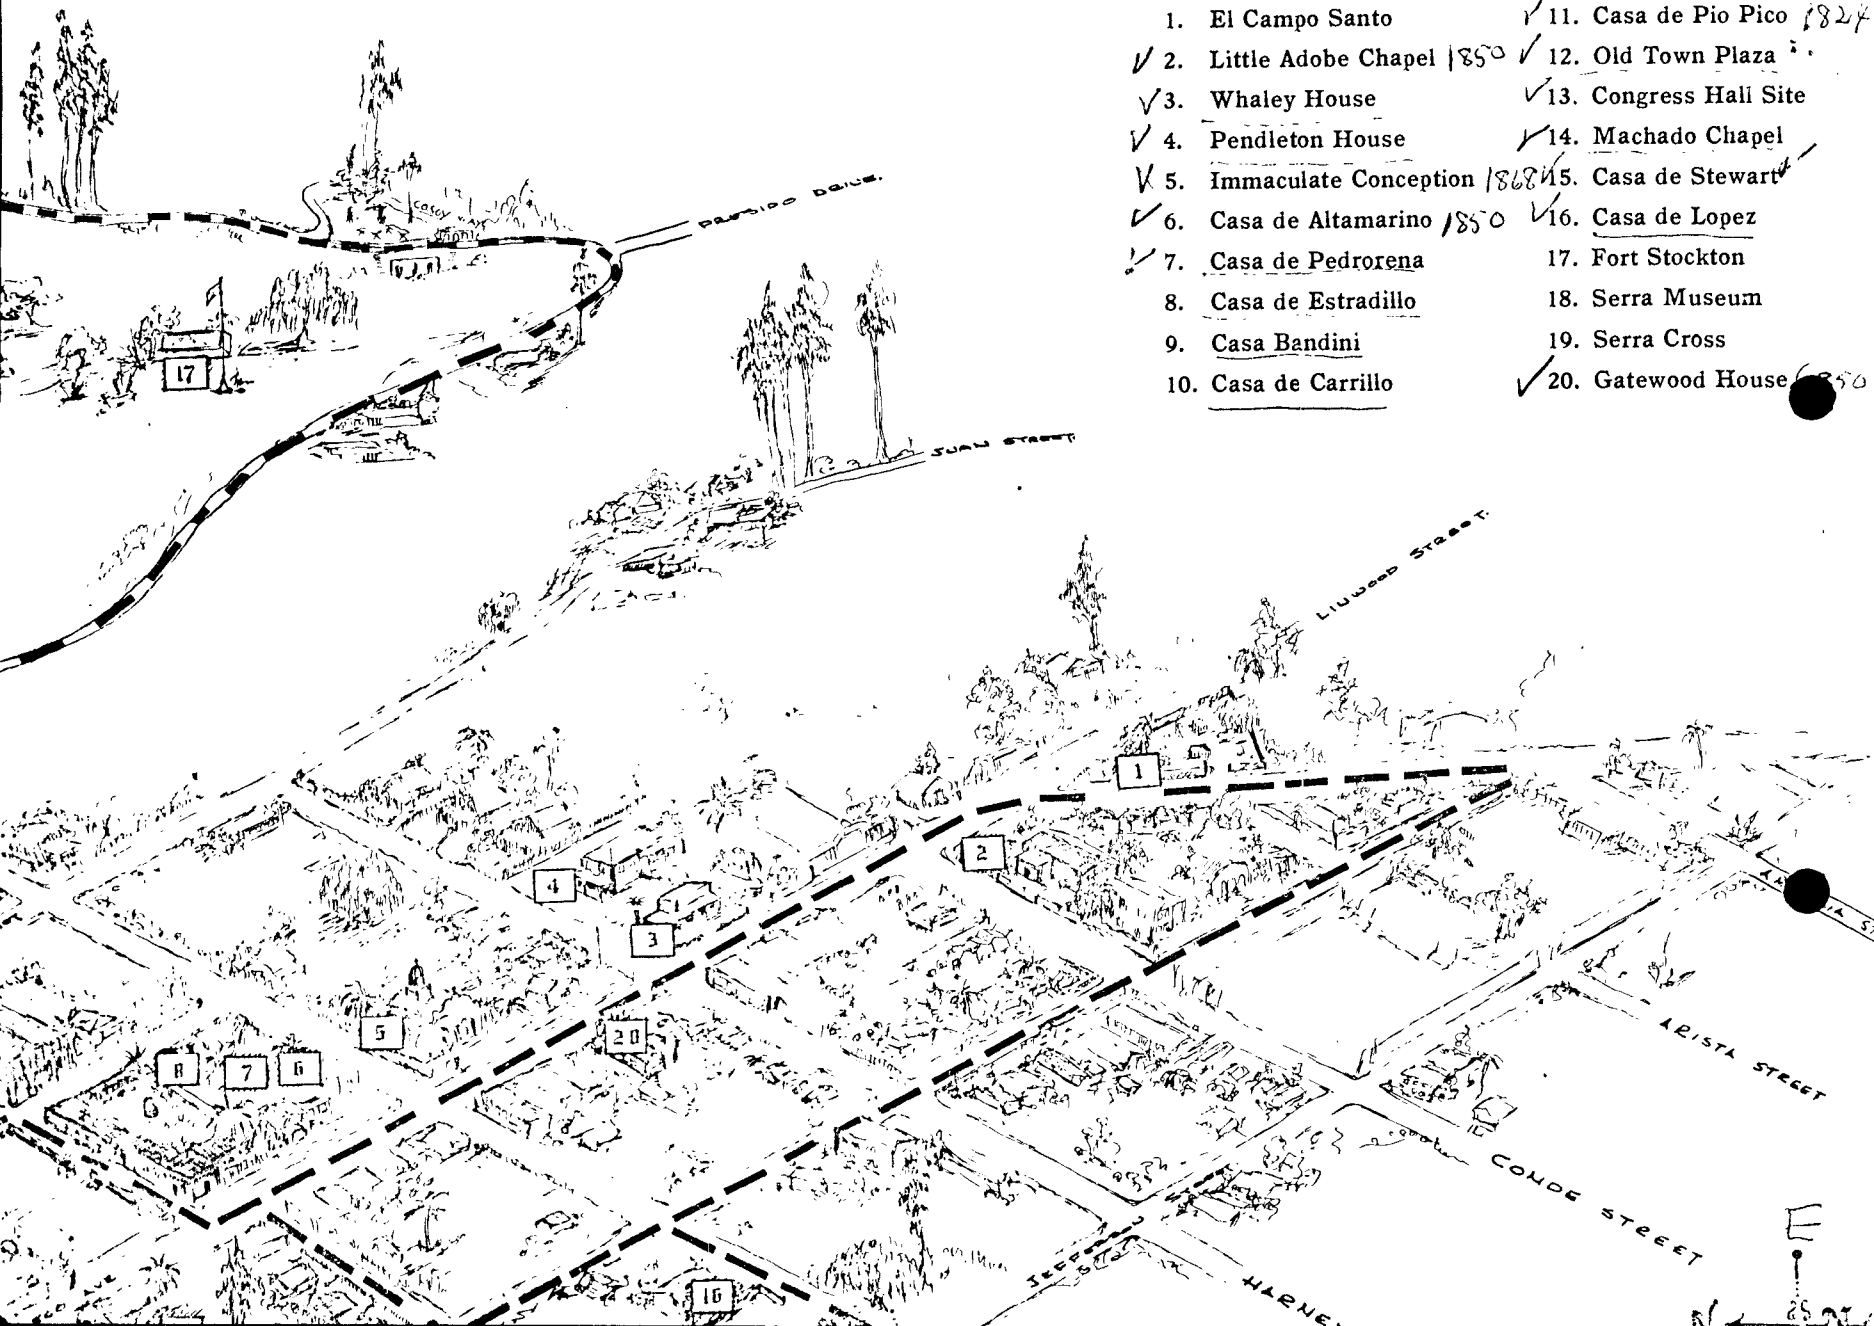 1. El Campo Santo
✓ 2. Little Adobe Chapel 1850
✓ 3. Whaley House
✓ 4. Pendleton House
✓ 5. Immaculate Conception 1868
✓ 6. Casa de Altamarino 1850
✓ 7. Casa de Pedrorena
8. Casa de Estradillo
9. Casa Bandini
10. Casa de Carrillo
✓ 11. Casa de Pio Pico 1824
✓ 12. Old Town Plaza
✓ 13. Congress Hall Site
✓ 14. Machado Chapel
✓ 15. Casa de Stewart
✓ 16. Casa de Lopez
17. Fort Stockton
18. Serra Museum
19. Serra Cross
✓ 20. Gatewood House
PRESIDO DRIVE.
17
JUAN STREET.
LINWOOD STREET.
1
2
4
3
5
20
8
7
6
ARISTA STREET
CONDE STREET
E
JEFFERSON
16
HARNEY
N